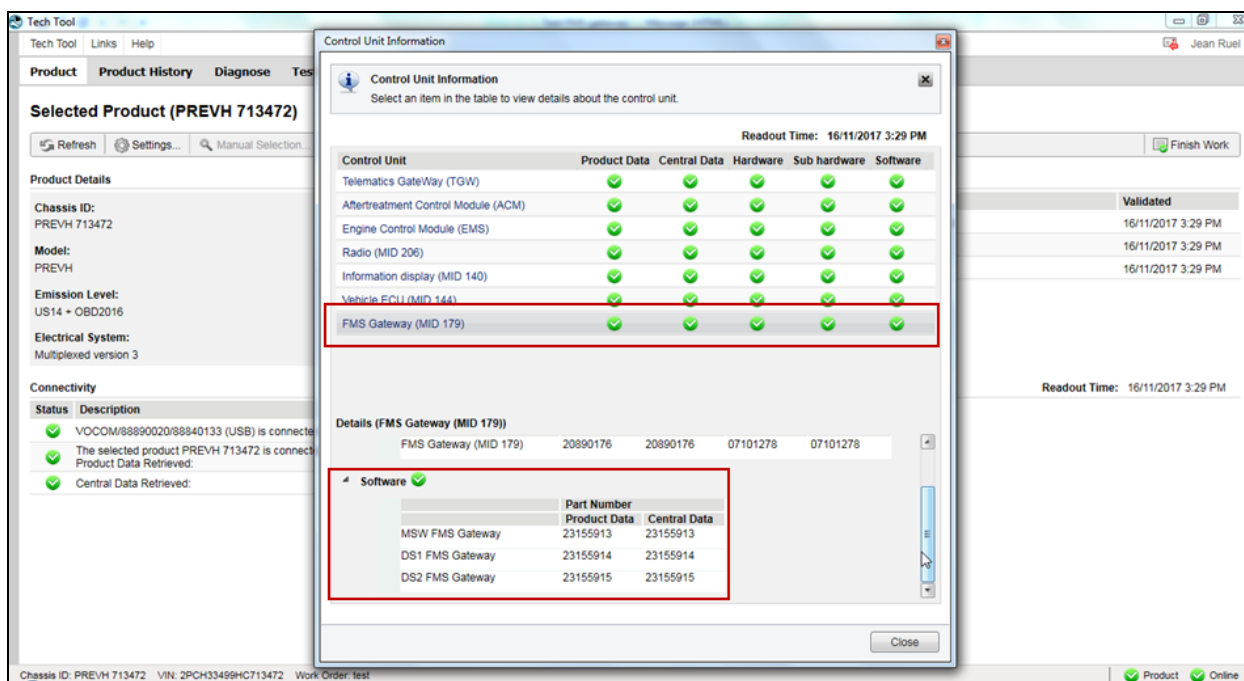 Tech Tool
Tech Tool Links Help
Jean Ruel
Product Product History Diagnose Tes
Selected Product (PREVH 713472)
Refresh Settings... Manual Selection...
Finish Work
Product Details
Chassis ID:
PREVH 713472
Model:
PREVH
Emission Level:
US14 + OBD2016
Electrical System:
Multiplexed version 3
Validated
16/11/2017 3:29 PM
16/11/2017 3:29 PM
16/11/2017 3:29 PM
Connectivity
Readout Time: 16/11/2017 3:29 PM
Status Description
VOCOM/88890020/88840133 (USB) is connecte
The selected product PREVH 713472 is connect
Product Data Retrieved:
Central Data Retrieved:
Control Unit Information
Control Unit Information
Select an item in the table to view details about the control unit.
Readout Time: 16/11/2017 3:29 PM
Control Unit Product Data Central Data Hardware Sub hardware Software
Telematics GateWay (TGW)
Aftertreatment Control Module (ACM)
Engine Control Module (EMS)
Radio (MID 206)
Information display (MID 140)
Vehicle ECU (MID 144)
FMS Gateway (MID 179)
Details (FMS Gateway (MID 179))
FMS Gateway (MID 179) 20890176 20890176 07101278 07101278
Software
Part Number
Product Data Central Data
MSW FMS Gateway 23155913 23155913
DS1 FMS Gateway 23155914 23155914
DS2 FMS Gateway 23155915 23155915
Close
Chassis ID: PREVH 713472 VIN: 2PCH33499HC713472 Work Order: test
Product Online